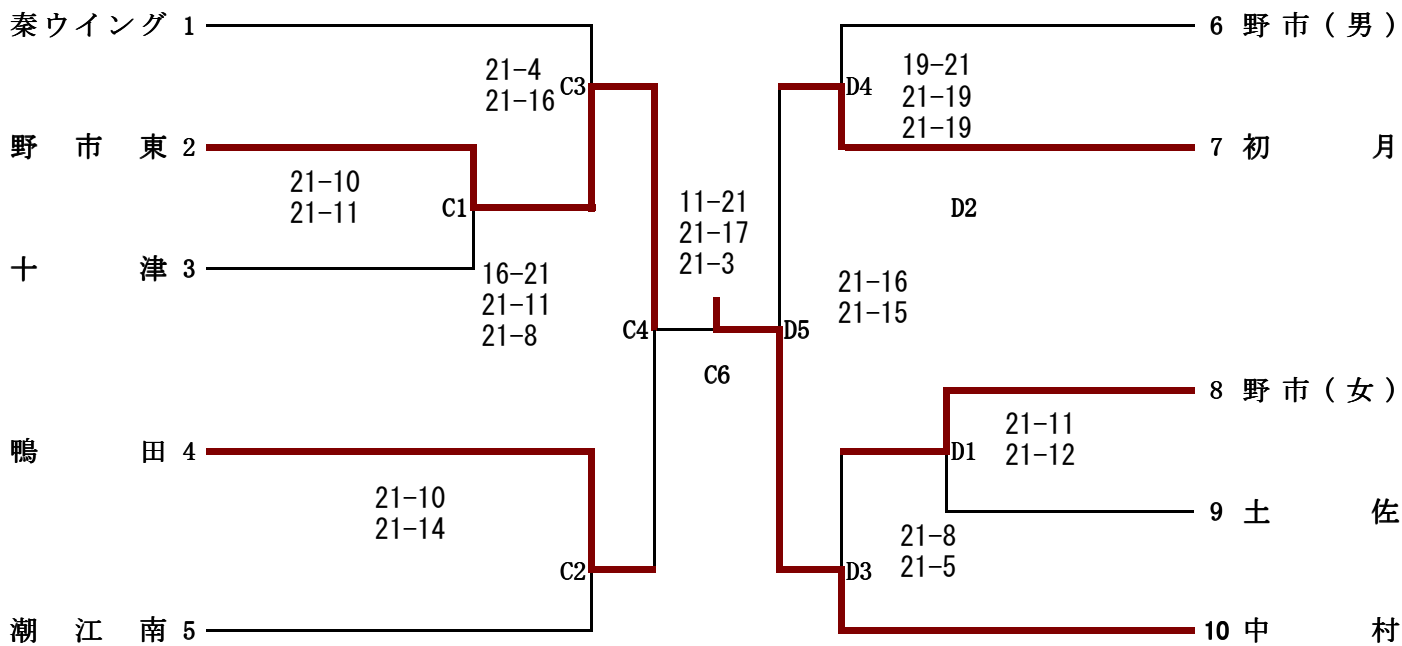 秦ウイング 1
21-4
21-16
C3
野市東 2
21-10
21-11
C1
十津 3
16-21
21-11
21-8
C4
鴨田 4
21-10
21-14
C2
潮江南 5
11-21
21-17
21-3
C6
6 野市(男)
19-21
21-19
21-19
D4
7 初月
D2
21-16
21-15
D5
8 野市(女)
21-11
21-12
D1
9 土佐
21-8
21-5
D3
10 中村